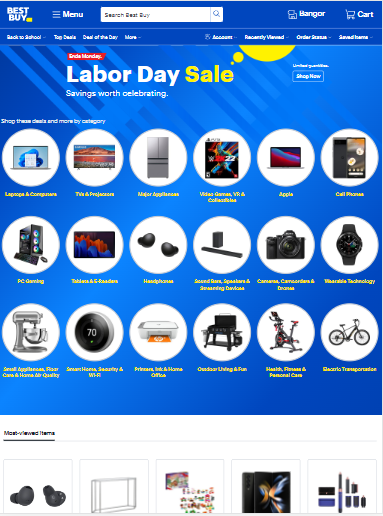 BEST
BUY
Menu
Search Best Buy
Bangor
Cart
Back to School
Top Deals
Deal of the Day
More
Account
Recently Viewed
Order Status
Saved Items
Ends Monday.
Labor Day Sale
Savings worth celebrating.
Limited quantities.
Shop Now
Shop these deals and more by category
Laptops & Computers
TVs & Projectors
Major Appliances
Video Games, VR &
Collectibles
Apple
Cell Phones
PC Gaming
Tablets & E-Readers
Headphones
Sound Bars, Speakers &
Streaming Devices
Cameras, Camcorders &
Drones
Wearable Technology
Small Appliances, Floor
Care & Home Air Quality
Smart Home, Security &
Wi-Fi
Printers, Ink & Home
Office
Outdoor Living & Fun
Health, Fitness &
Personal Care
Electric Transportation
70
Most-viewed items